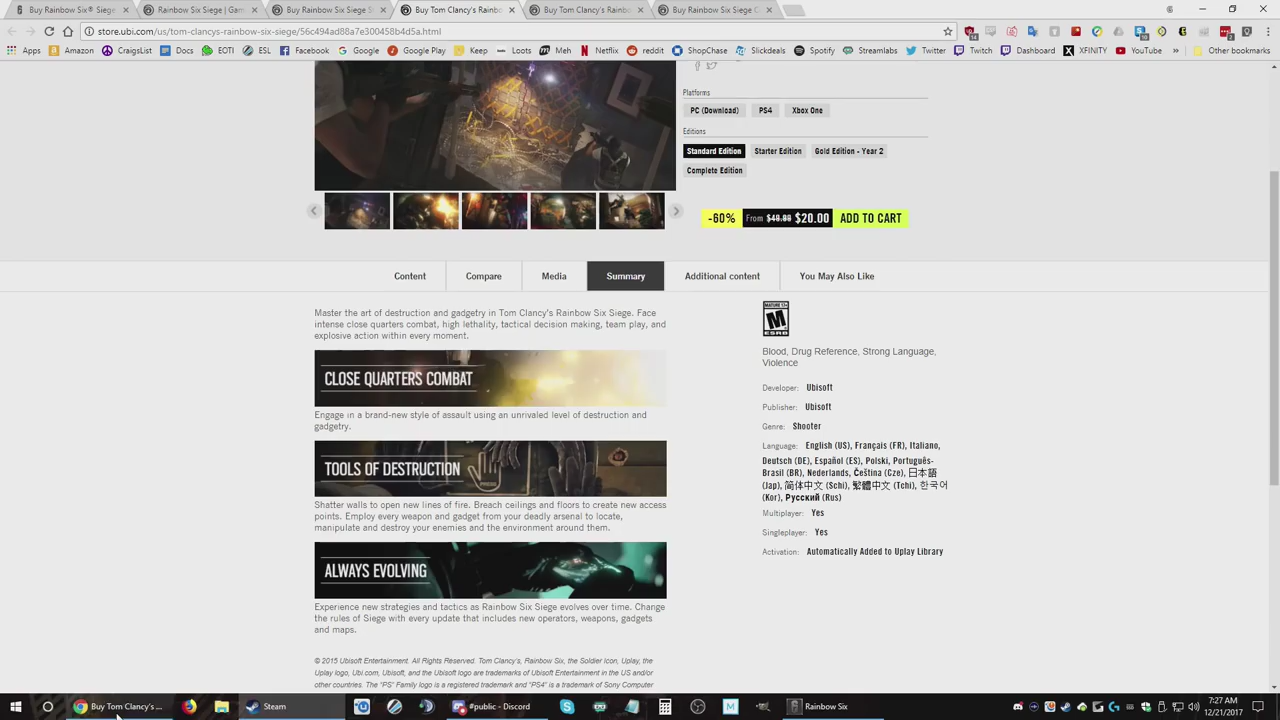 Buy Rainbow Six® Siege
Rainbow Six Siege | Gam
Buy Rainbow Six Siege S
Buy Tom Clancy's Rainbo
Buy Tom Clancy's Rainbo
Buy Rainbow Six Siege C
store.ubi.com/us/tom-clancys-rainbow-six-siege/56c494ad88a7e300458b4d5a.html
Apps Amazon CraigsList Docs EOTU ESL Facebook Google Google keep Loots Meh Netflix reddit ShopChase Slickdeals Spotify Streamlabs Twitch Twitch Dashboard XFINITY YouTube Other bookmarks
Platforms
PC (Download) PS4 Xbox One
Editions
Standard Edition Starter Edition Gold Edition - Year 2
Complete Edition
-60% From $20.00 ADD TO CART
Content Compare Media Summary Additional content You May Also Like
Master the art of destruction and gadgetry in Tom Clancy's Rainbow Six Siege. Face
intense close quarters combat, high lethality, tactical decision making, team play, and
explosive action within every moment.
CLOSE QUARTERS COMBAT
Engage in a brand-new style of assault using an unrivaled level of destruction and
gadgetry.
TOOLS OF DESTRUCTION
Shatter walls to open new lines of fire. Breach ceilings and floors to create new access
points. Employ every weapon and gadget from your deadly arsenal to locate,
manipulate and destroy your enemies and the environment around them.
ALWAYS EVOLVING
Experience new strategies and tactics as Rainbow Six Siege evolves over time. Change
the rules of Siege with every update that includes new operators, weapons, gadgets
and maps.
© 2015 Ubisoft Entertainment. All Rights Reserved. Tom Clancy's, Rainbow Six, the Soldier Icon, Uplay, the
Uplay logo, Ubi.com, Ubisoft, and the Ubisoft logo are trademarks of Ubisoft Entertainment in the US and/or
other countries. The "PS" Family logo is a registered trademark and "PS4" is a trademark of Sony Computer
MATURE 17+
M
ESRB
Blood, Drug Reference, Strong Language,
Violence
Developer: Ubisoft
Publisher: Ubisoft
Genre: Shooter
Language: English (US), Français (FR), Italiano,
Deutsch (DE), Español (ES), Polski, Português-
Brasil (BR), Nederlands, Čeština (Cze), 日本語
(Jap), 简体中文 (Schi), 繁體中文 (Tchi), 한국어
(Kor), Русский (Rus)
Multiplayer: Yes
Singleplayer: Yes
Activation: Automatically Added to Uplay Library
Buy Tom Clancy's ...
Steam
#public - Discord
Rainbow Six
7:27 AM
12/21/2017